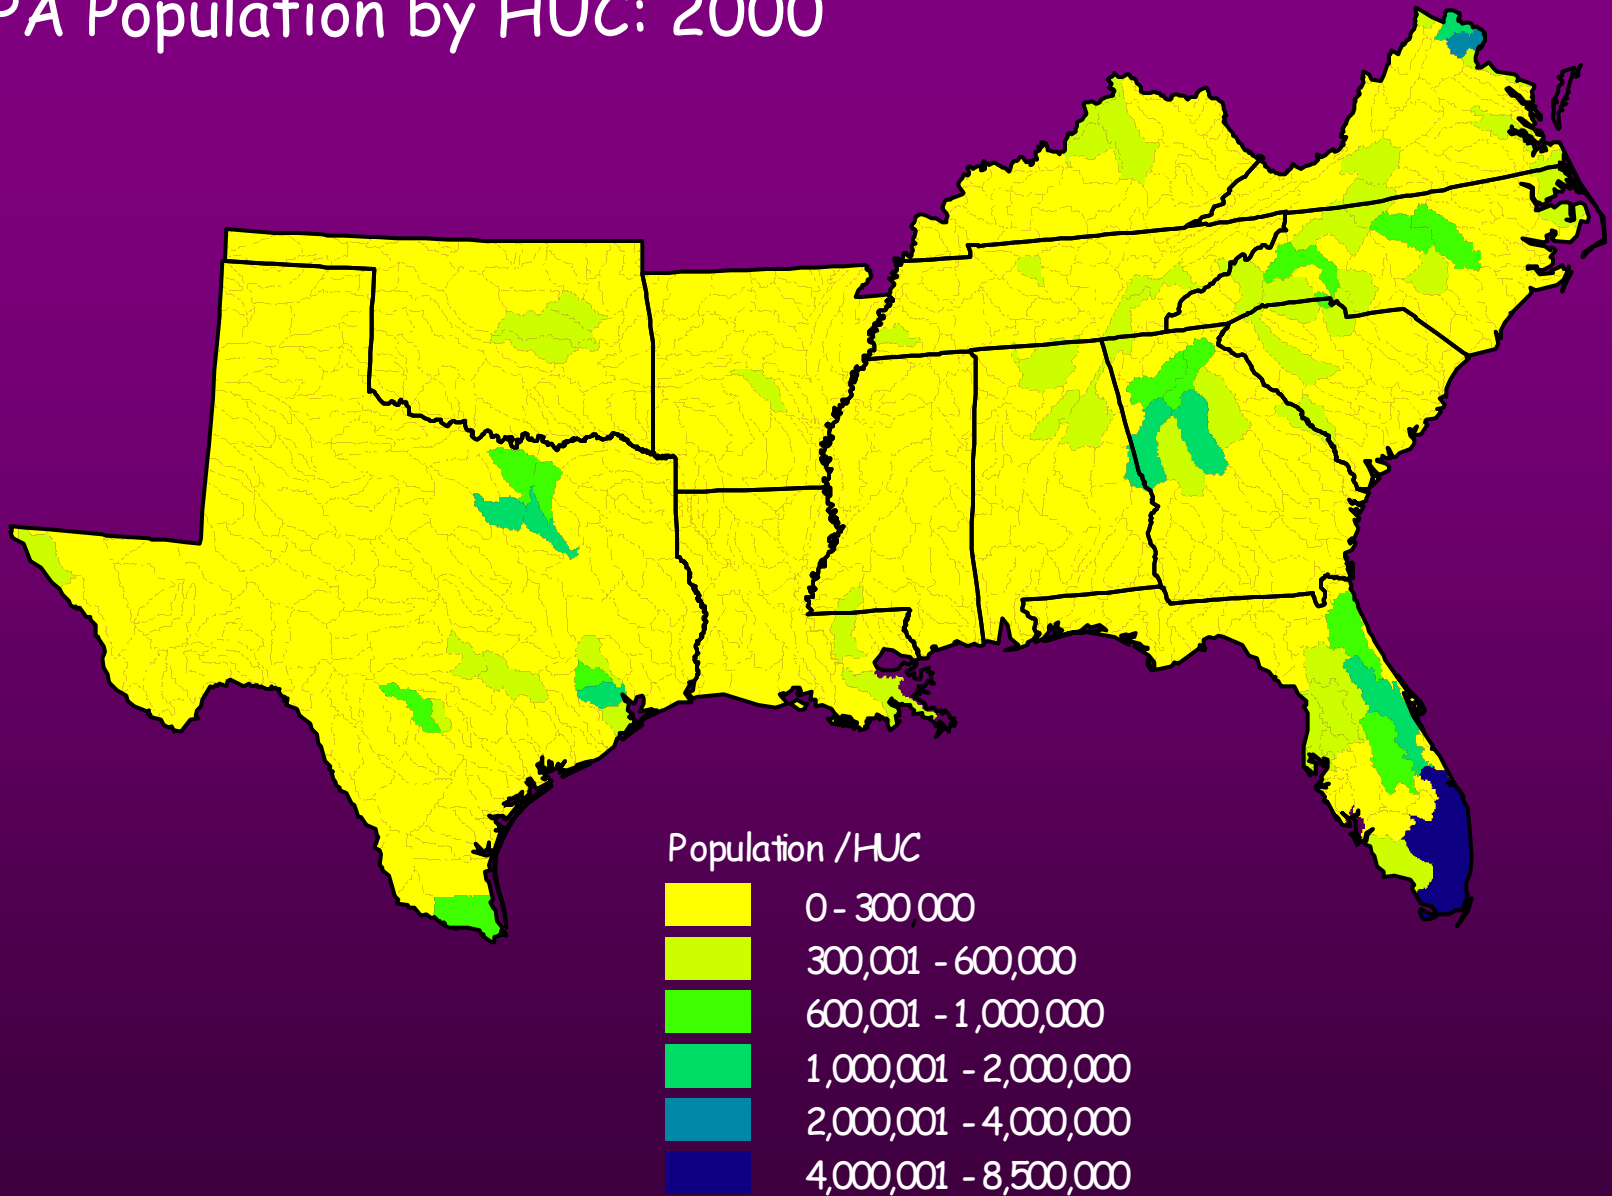 PA Population by HUC: 2000
Population /HUC
0 - 300,000
300,001 - 600,000
600,001 - 1,000,000
1,000,001 - 2,000,000
2,000,001 - 4,000,000
4,000,001 - 8,500,000